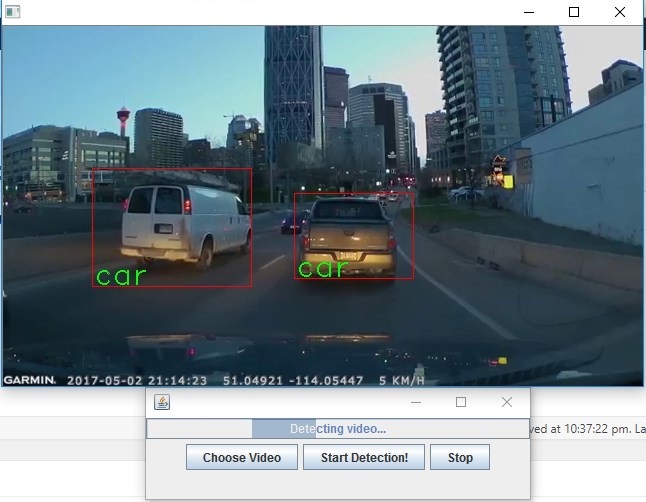 car
car
GARMIN. 2017-05-02 21:14:23 51.04921 -114.05447 5 KM/H
Detecting video...
ved at 10:37:22 pm. La
Choose Video
Start Detection!
Stop